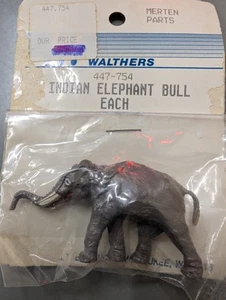 447.754
OUR PRICE
MERTEN
PARTS
WALTHERS
447-754
INDIAN ELEPHANT BULL
EACH